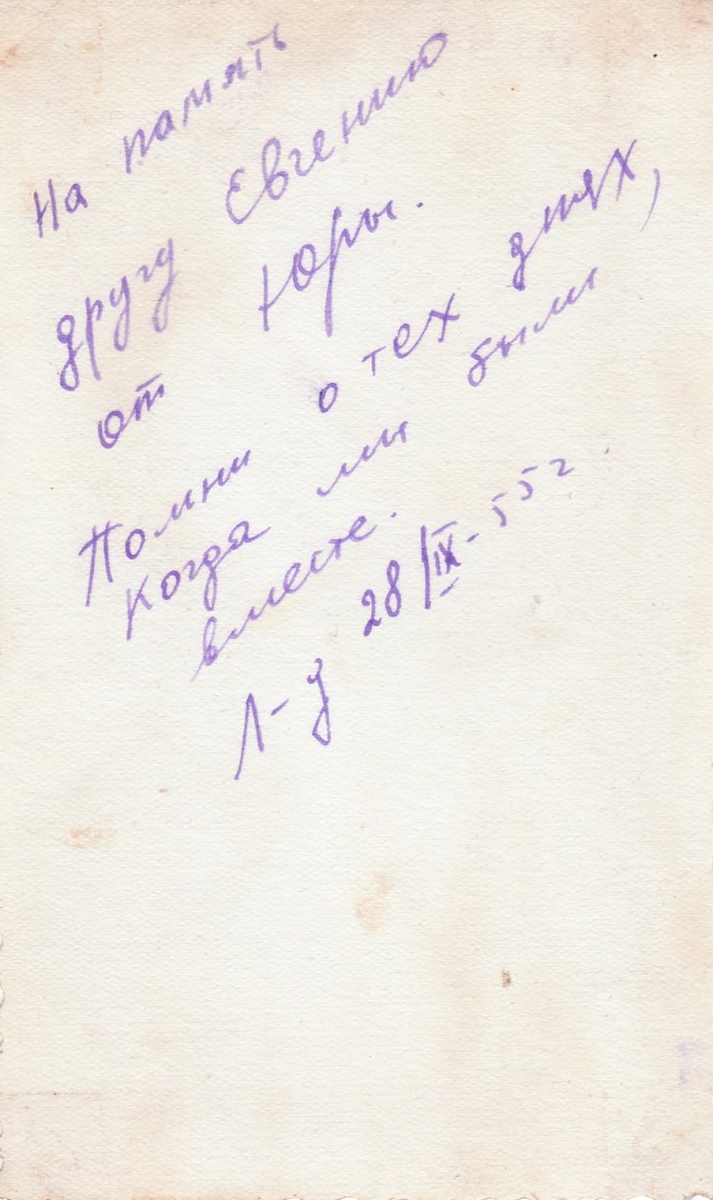 На память
другу Евгению
от Юры.
Помни о тех днях,
Когда мы были
вместе.
Л-д 28/IX-55г.